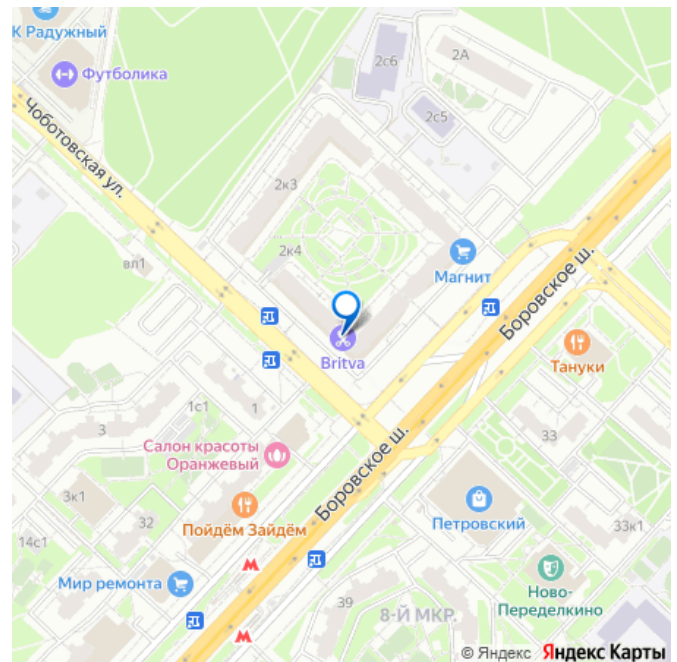 К Радужный
Футболика
2с6
2А
2с5
Чоботовская ул.
2к3
2к4
вл1
Магнит
Боровское ш.
Britva
Тануки
1с1
1
3
Салон красоты
Оранжевый
33
Боровское ш.
3к1
32
Пойдём Зайдём
Петровский
33к1
14с1
Мир ремонта
Ново-
Переделкино
39
8-Й МКР.
© Яндекс Яндекс Карты